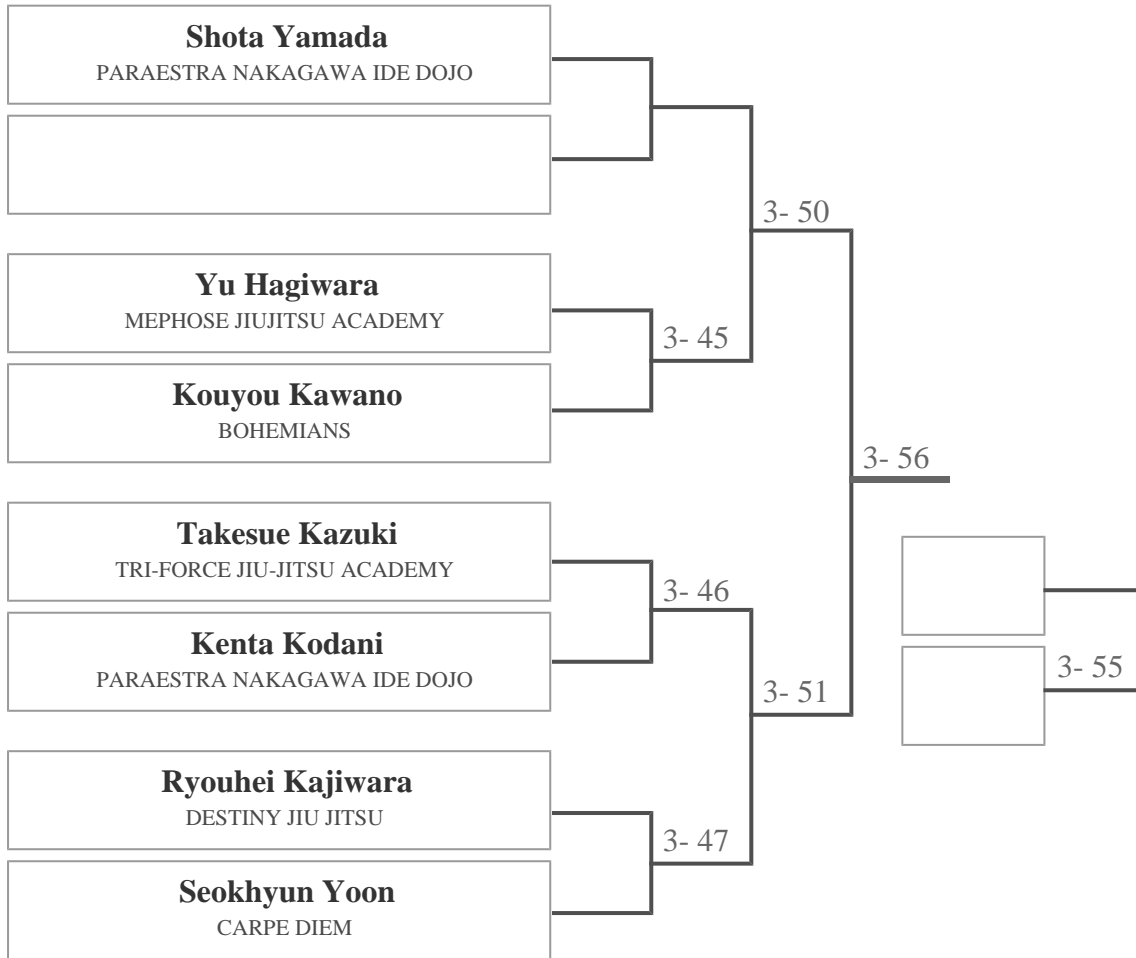 Shota Yamada
PARAESTRA NAKAGAWA IDE DOJO
3- 50
Yu Hagiwara
MEPHOSE JIUJITSU ACADEMY
3- 45
Kouyou Kawano
BOHEMIANS
3- 56
Takesue Kazuki
TRI-FORCE JIU-JITSU ACADEMY
3- 46
Kenta Kodani
PARAESTRA NAKAGAWA IDE DOJO
3- 51
3- 55
Ryouhei Kajiwara
DESTINY JIU JITSU
3- 47
Seokhyun Yoon
CARPE DIEM